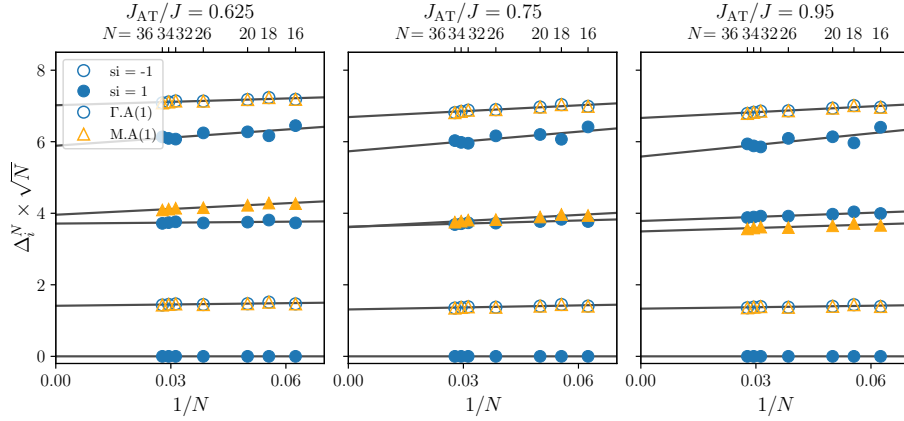 J_AT/J = 0.625
J_AT/J = 0.75
J_AT/J = 0.95
N = 36 34 32 26 20 18 16
36 34 32 26 20 18 16
36 34 32 26 20 18 16
Δ_i^N × √N
8
6
4
2
0
si = -1
si = 1
Γ.A(1)
M.A(1)
0.00 0.03 0.06
0.00 0.03 0.06
0.00 0.03 0.06
1/N
1/N
1/N